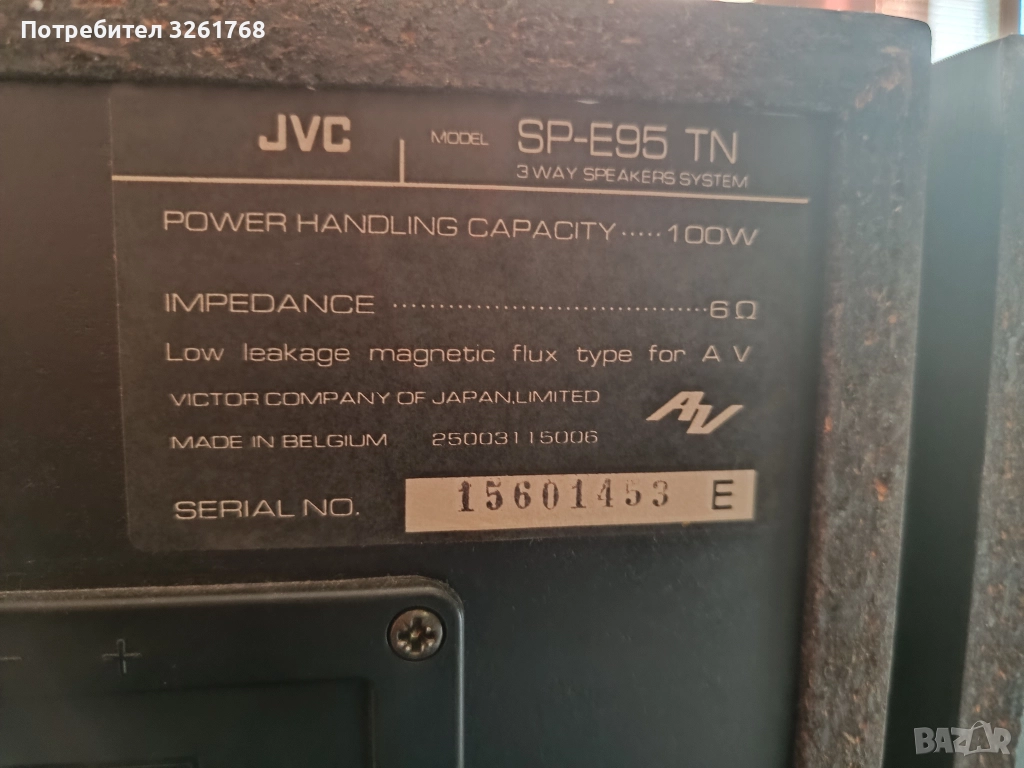 Потребител 3261768
JVC MODEL SP-E95 TN
3 WAY SPEAKERS SYSTEM
POWER HANDLING CAPACITY ..... 100W
IMPEDANCE .................................. 6Ω
Low leakage magnetic flux type for A V
VICTOR COMPANY OF JAPAN, LIMITED
AV
MADE IN BELGIUM 25003115006
SERIAL NO. 15601453 E
- +
BAZAR